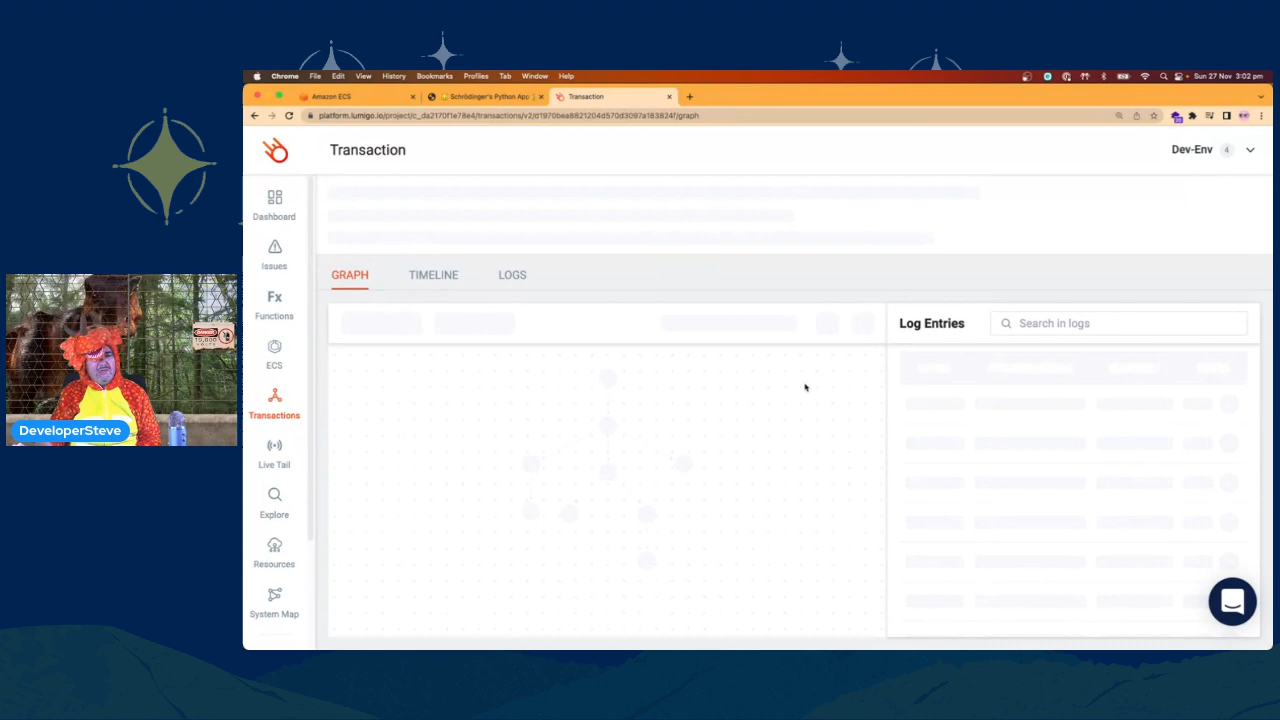 Chrome File Edit View History Bookmarks Profiles Tab Window Help
Sun 27 Nov 3:02 pm
Amazon ECS
Schrödinger's Python App
Transaction
platform.lumigo.io/project/c_da2170f1e78e4/transactions/v2/d1970bea8821204d570d3097a183824f/graph
Transaction
Dev-Env 4
Dashboard
Issues
Fx
Functions
ECS
Transactions
Live Tail
Explore
Resources
System Map
GRAPH TIMELINE LOGS
Log Entries
Search in logs
DANGER
DeveloperSteve